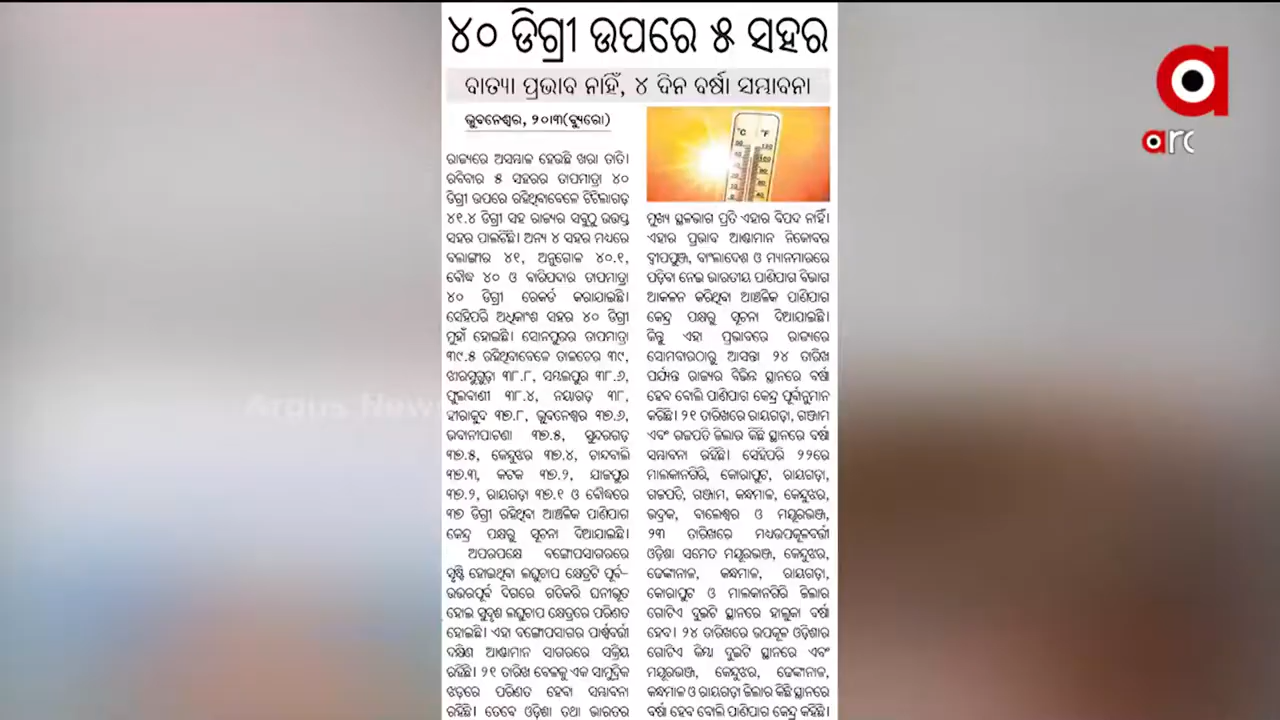 ୪୦ ଡିଗ୍ରୀ ଉପରେ ୫ ସହର
ବାତ୍ୟା ପ୍ରଭାବ ନାହିଁ, ୪ ଦିନ ବର୍ଷା ସମ୍ଭାବନା
ଭୁବନେଶ୍ୱର, ୨୦।୩(ବ୍ୟୁରୋ)
ରାଜ୍ୟରେ ଅସମ୍ଭାଳ ହେଉଛି ଖରା ତାତି।
ରବିବାର ୫ ସହରର ତାପମାତ୍ରା ୪୦
ଡିଗ୍ରୀ ଉପରେ ରହିଥିବାବେଳେ ଟିଟିଲାଗଡ଼
୪୧.୪ ଡିଗ୍ରୀ ସହ ରାଜ୍ୟର ସବୁଠୁ ଉତ୍ତପ୍ତ
ସହର ପାଲଟିଛି। ଅନ୍ୟ ୪ ସହର ମଧ୍ୟରେ
ବଲାଙ୍ଗୀର ୪୧, ଅନୁଗୋଳ ୪୦.୧,
ବୌଦ୍ଧ ୪୦ ଓ ବାରିପଦାର ତାପମାତ୍ରା
୪୦ ଡିଗ୍ରୀ ରେକର୍ଡ କରାଯାଇଛି।
ସେହିପରି ଅଧିକାଂଶ ସହର ୪୦ ଡିଗ୍ରୀ
ମୁହାଁ ହୋଇଛି। ସୋନପୁରର ତାପମାତ୍ରା
୩୯.୫ ରହିଥିବାବେଳେ ତାଳଚେର ୩୯,
ଝାରସୁଗୁଡ଼ା ୩୮.୮, ସମ୍ବଲପୁର ୩୮.୬,
ଫୁଲବାଣୀ ୩୮.୪, ନୟାଗଡ଼ ୩୮,
ହୀରାକୁଦ ୩୭.୮, ଭୁବନେଶ୍ୱର ୩୭.୬,
ଭବାନୀପାଟଣା ୩୭.୫, ସୁନ୍ଦରଗଡ଼
୩୭.୫, କେନ୍ଦୁଝର ୩୭.୪, ଚାନ୍ଦବାଲି
୩୭.୩, କଟକ ୩୭.୨, ଯାଜପୁର
୩୭.୨, ରାୟଗଡ଼ା ୩୭.୧ ଓ ବୌଦ୍ଧରେ
୩୭ ଡିଗ୍ରୀ ରହିଥିବା ଆଞ୍ଚଳିକ ପାଣିପାଗ
କେନ୍ଦ୍ର ପକ୍ଷରୁ ସୂଚନା ଦିଆଯାଇଛି।
ଅପରପକ୍ଷେ ବଙ୍ଗୋପସାଗରରେ
ସୃଷ୍ଟି ହୋଇଥିବା ଲଘୁଚାପ କ୍ଷେତ୍ରଟି ପୂର୍ବ-
ଉତ୍ତରପୂର୍ବ ଦିଗରେ ଗତିକରି ଘନୀଭୂତ
ହୋଇ ସୁଦୃଶ ଲଘୁଚାପ କ୍ଷେତ୍ରରେ ପରିଣତ
ହୋଇଛି। ଏହା ବଙ୍ଗୋପସାଗର ପାର୍ଶ୍ୱବର୍ତ୍ତୀ
ଦକ୍ଷିଣ ଆଣ୍ଡାମାନ ସାଗରରେ ସକ୍ରିୟ
ରହିଛି। ୨୧ ତାରିଖ ବେଳକୁ ଏକ ସାମୁଦ୍ରିକ
ଝଡ଼ରେ ପରିଣତ ହେବା ସମ୍ଭାବନା
ରହିଛି। ତେବେ ଓଡ଼ିଶା ତଥା ଭାରତର
°C °F
ମୁଖ୍ୟ ସ୍ଥଳଭାଗ ପ୍ରତି ଏହାର ବିପଦ ନାହିଁ।
ଏହାର ପ୍ରଭାବ ଆଣ୍ଡାମାନ ନିକୋବର
ଦ୍ୱୀପପୁଞ୍ଜ, ବାଂଲାଦେଶ ଓ ମ୍ୟାନମାରରେ
ପଡ଼ିବା ନେଇ ଭାରତୀୟ ପାଣିପାଗ ବିଭାଗ
ଆକଳନ କରିଥିବା ଆଞ୍ଚଳିକ ପାଣିପାଗ
କେନ୍ଦ୍ର ପକ୍ଷରୁ ସୂଚନା ଦିଆଯାଇଛି।
କିନ୍ତୁ ଏହା ପ୍ରଭାବରେ ରାଜ୍ୟରେ
ସୋମବାରଠାରୁ ଆସନ୍ତା ୨୪ ତାରିଖ
ପର୍ଯ୍ୟନ୍ତ ରାଜ୍ୟର ବିଭିନ୍ନ ସ୍ଥାନରେ ବର୍ଷା
ହେବ ବୋଲି ପାଣିପାଗ କେନ୍ଦ୍ର ପୂର୍ବାନୁମାନ
କରିଛି। ୨୧ ତାରିଖରେ ରାୟଗଡ଼ା, ଗଞ୍ଜାମ
ଏବଂ ଗଜପତି ଜିଲାର କିଛି ସ୍ଥାନରେ ବର୍ଷା
ସମ୍ଭାବନା ରହିଛି। ସେହିପରି ୨୨ରେ
ମାଲକାନଗିରି, କୋରାପୁଟ, ରାୟଗଡ଼ା,
ଗଜପତି, ଗଞ୍ଜାମ, କନ୍ଧମାଳ, କେନ୍ଦୁଝର,
ଭଦ୍ରକ, ବାଲେଶ୍ୱର ଓ ମୟୂରଭଞ୍ଜ,
୨୩ ତାରିଖରେ ମଧ୍ୟଉପକୂଳବର୍ତ୍ତୀ
ଓଡ଼ିଶା ସମେତ ମୟୂରଭଞ୍ଜ, କେନ୍ଦୁଝର,
ଢେଙ୍କାନାଳ, କନ୍ଧମାଳ, ରାୟଗଡ଼ା,
କୋରାପୁଟ ଓ ମାଲକାନଗିରି ଜିଲାର
ଗୋଟିଏ ଦୁଇଟି ସ୍ଥାନରେ ହାଲୁକା ବର୍ଷା
ହେବ। ୨୪ ତାରିଖରେ ଉପକୂଳ ଓଡ଼ିଶାର
ଗୋଟିଏ କିମ୍ବା ଦୁଇଟି ସ୍ଥାନରେ ଏବଂ
ମୟୂରଭଞ୍ଜ, କେନ୍ଦୁଝର, ଢେଙ୍କାନାଳ,
କନ୍ଧମାଳ ଓ ରାୟଗଡ଼ା ଜିଲାର କିଛି ସ୍ଥାନରେ
ବର୍ଷା ହେବ ବୋଲି ପାଣିପାଗ କେନ୍ଦ୍ର କହିଛି।
Argus News
arc